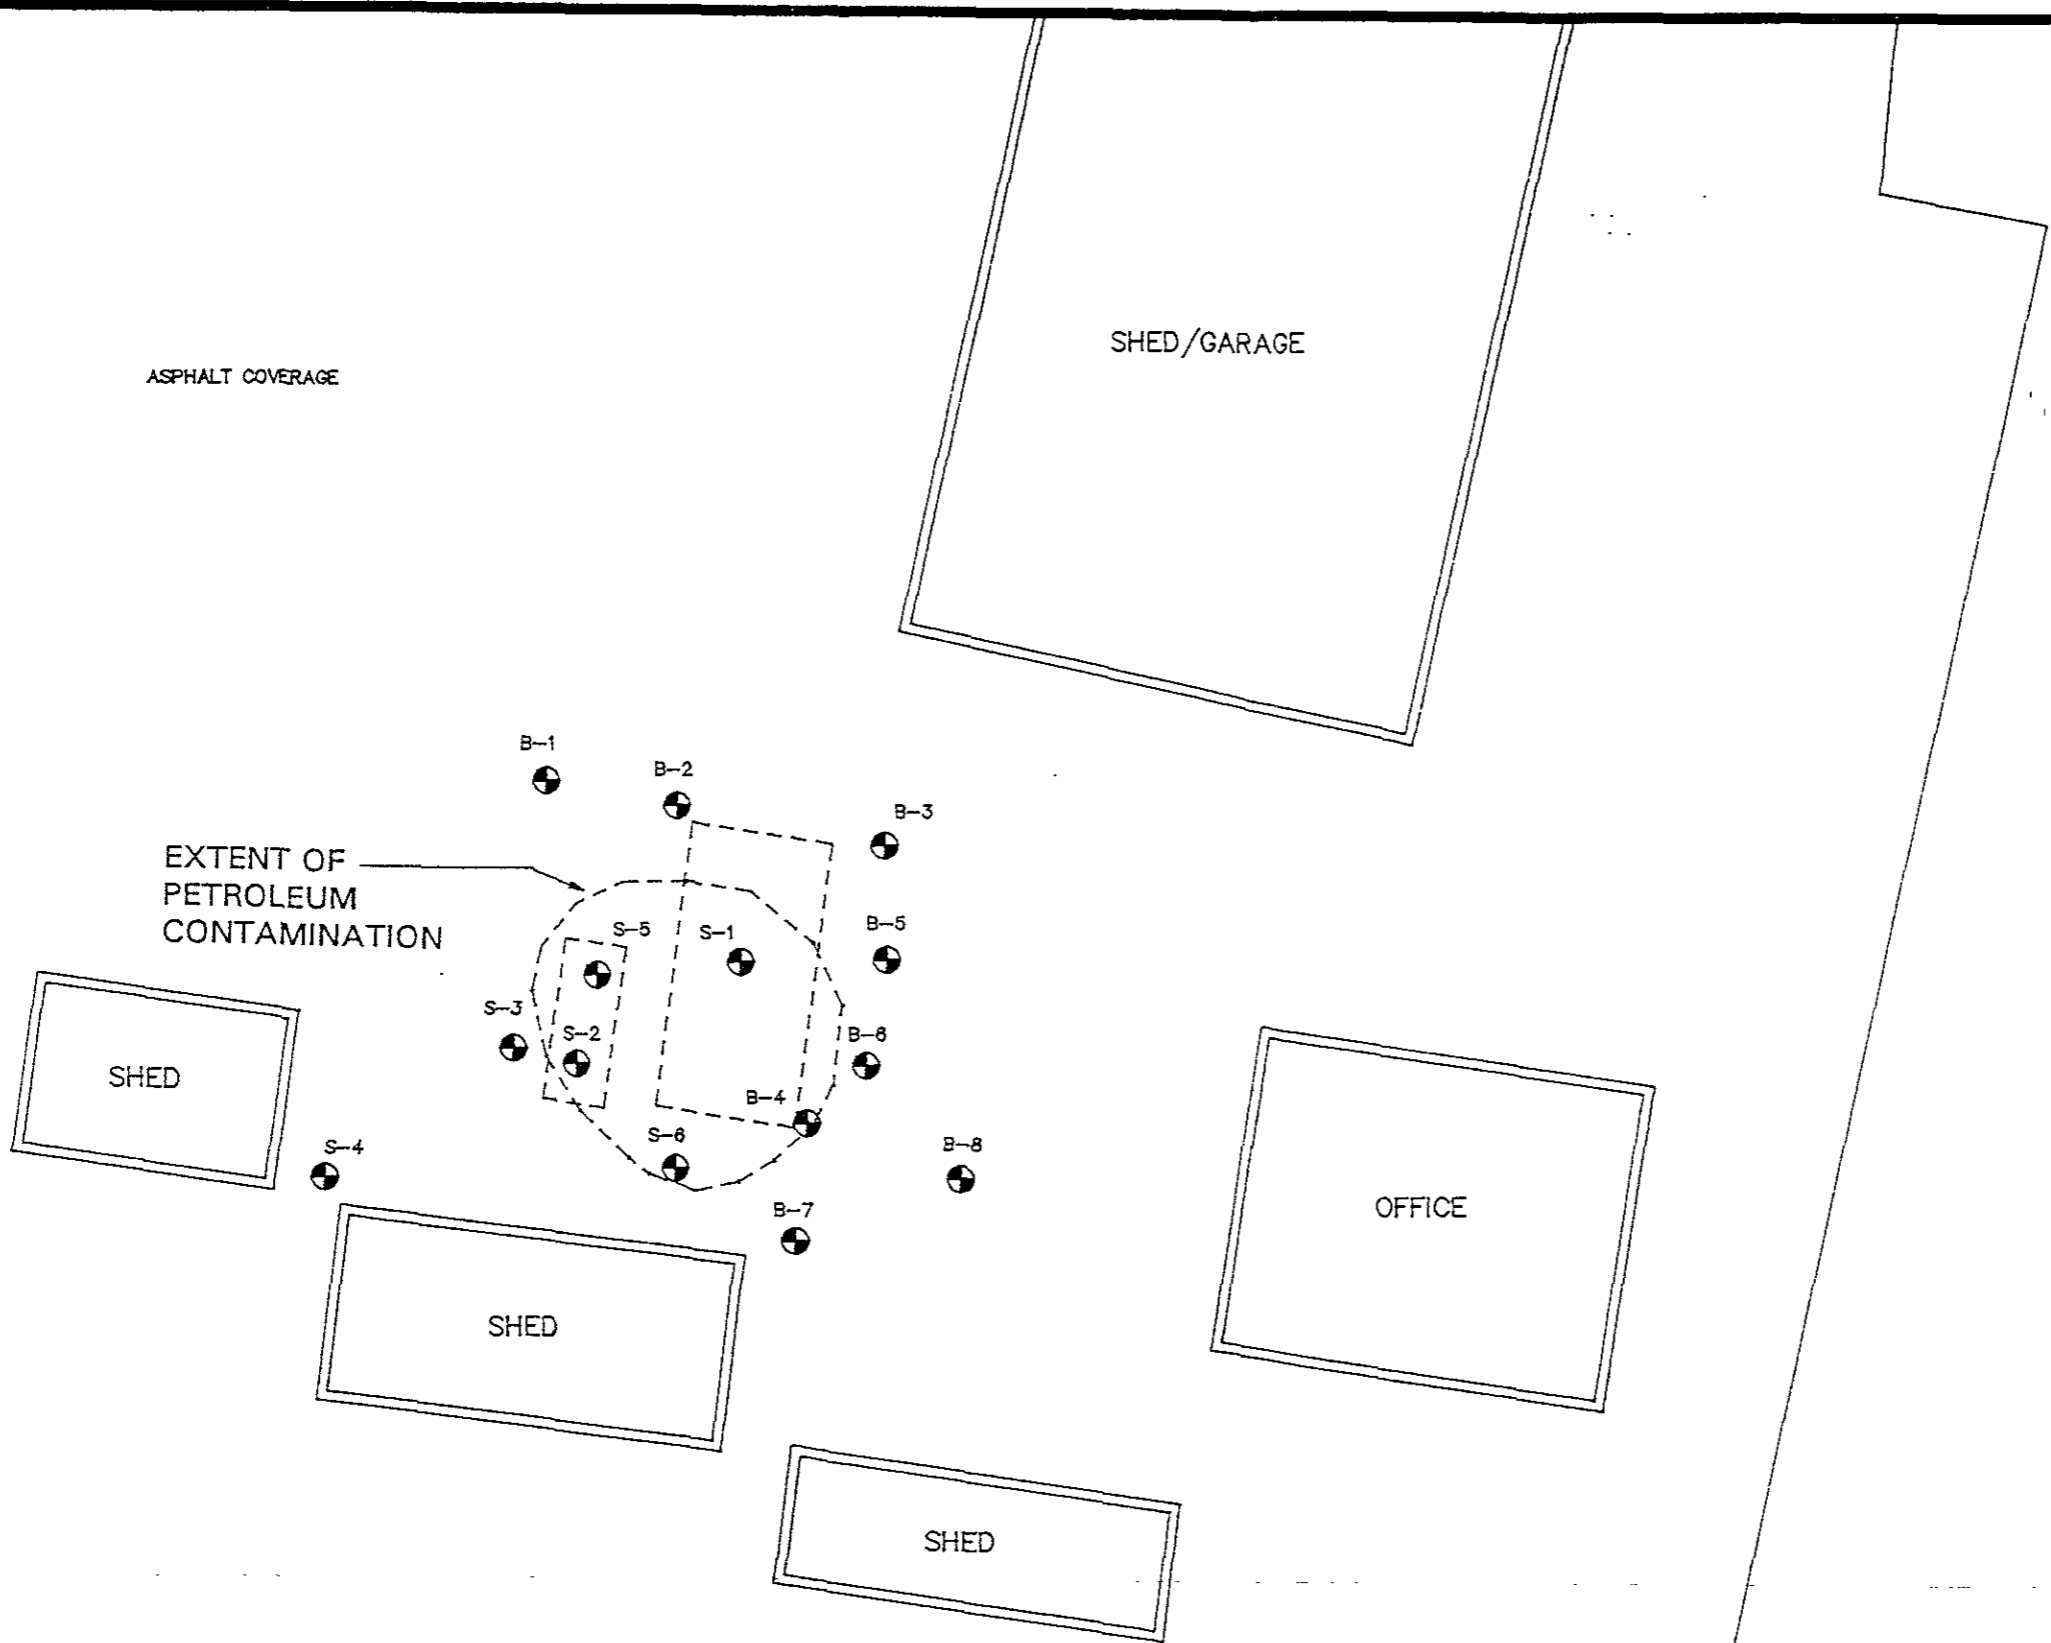 SHED/GARAGE
ASPHALT COVERAGE
B-1
B-2
B-3
EXTENT OF
PETROLEUM
CONTAMINATION
S-5
S-1
B-5
S-3
S-2
B-6
SHED
B-4
S-6
S-4
B-8
B-7
OFFICE
SHED
SHED